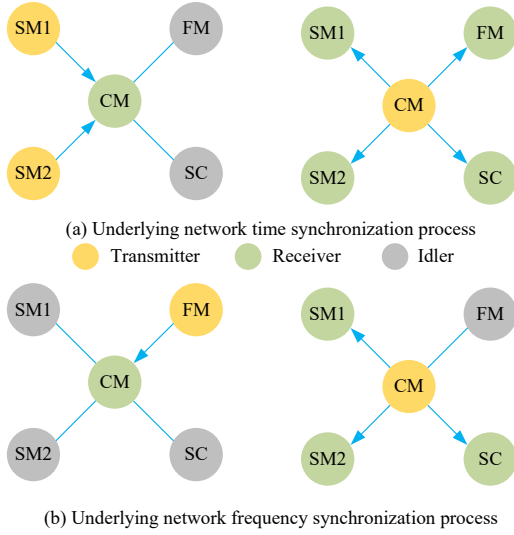 SM1 FM SM1 FM
CM CM
SM2 SC SM2 SC
(a) Underlying network time synchronization process
Transmitter Receiver Idler
SM1 FM SM1 FM
CM CM
SM2 SC SM2 SC
(b) Underlying network frequency synchronization process